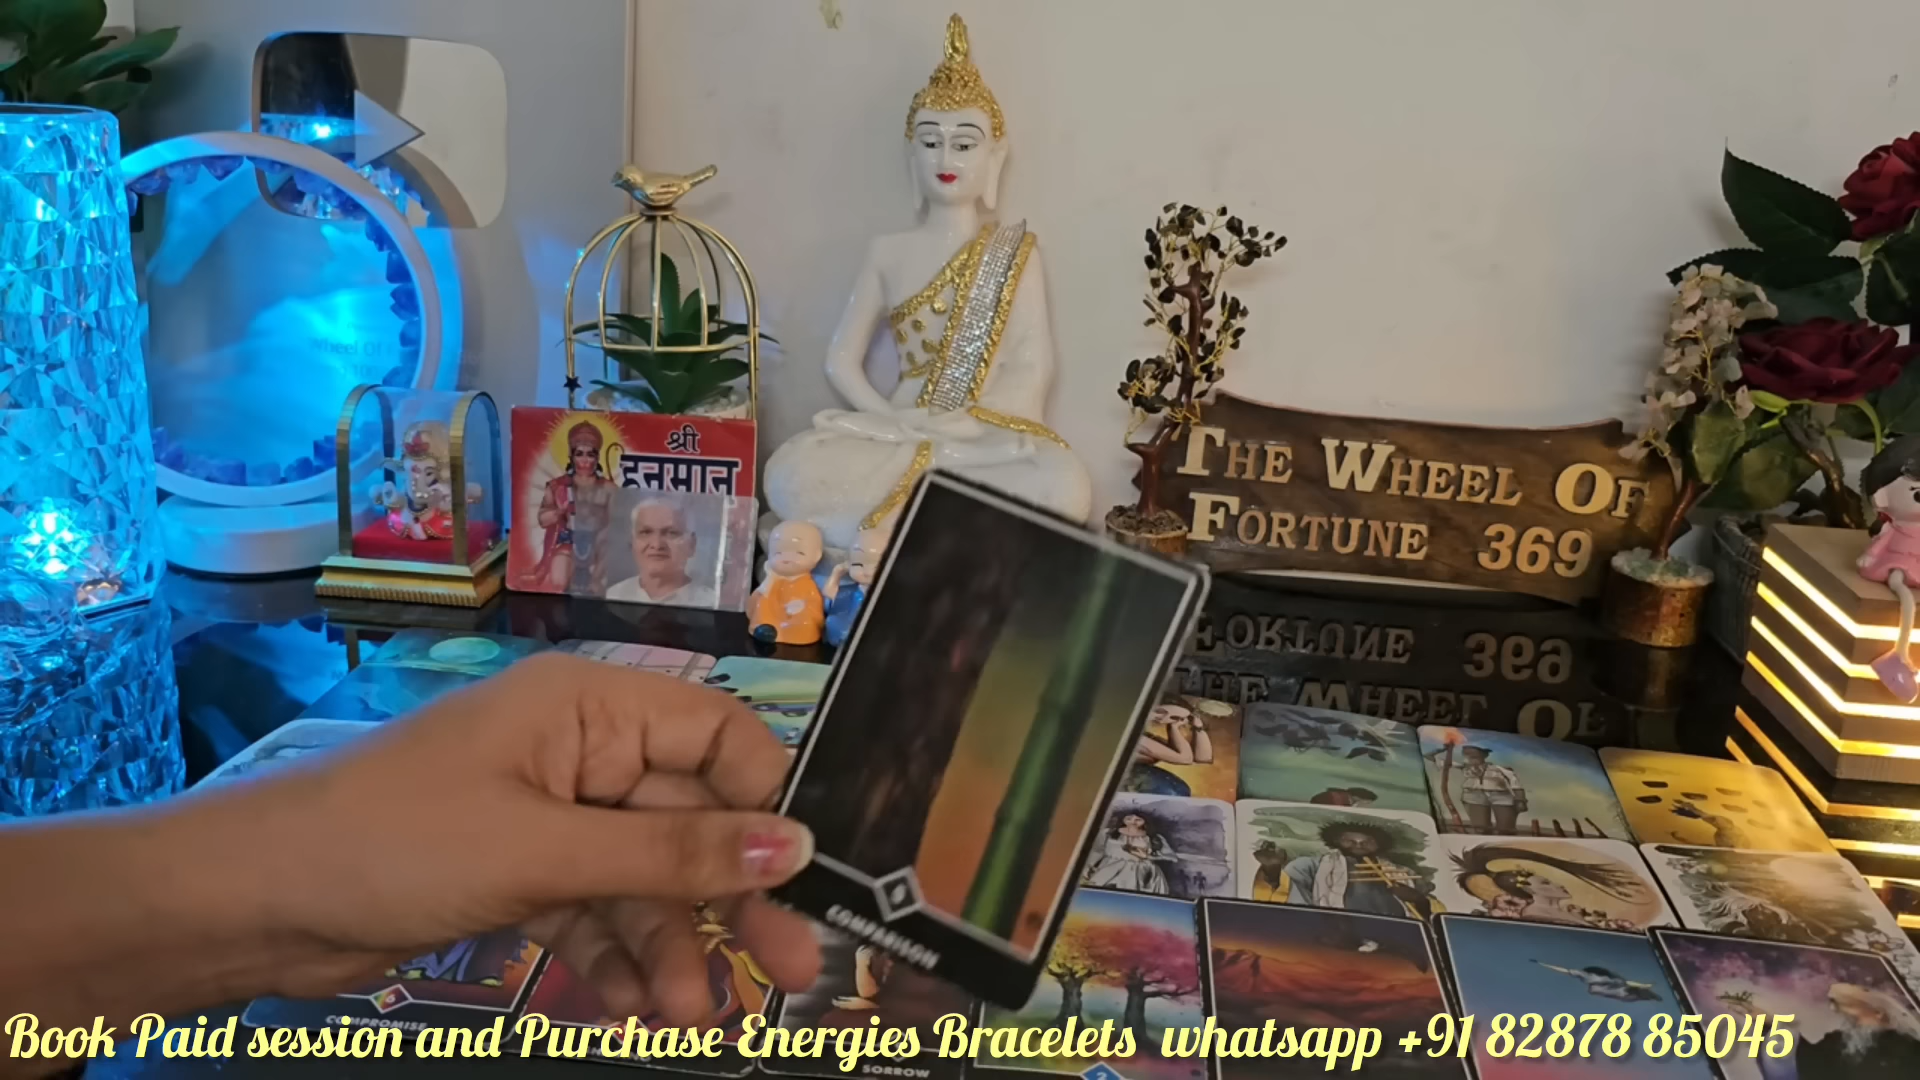 श्री
हनुमान
THE WHEEL OF
FORTUNE 369
COMPARISON
COMPROMISE
SORROW
2
Book Paid session and Purchase Energies Bracelets whatsapp +91 82878 85045